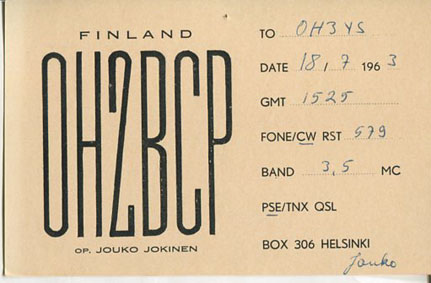 FINLAND
OH2BCP
OP. JOUKO JOKINEN
TO OH3YS
DATE 18, 7 1963
GMT 1525
FONE/CW RST 579
BAND 3,5 MC
PSE/TNX QSL
BOX 306 HELSINKI
Jouko